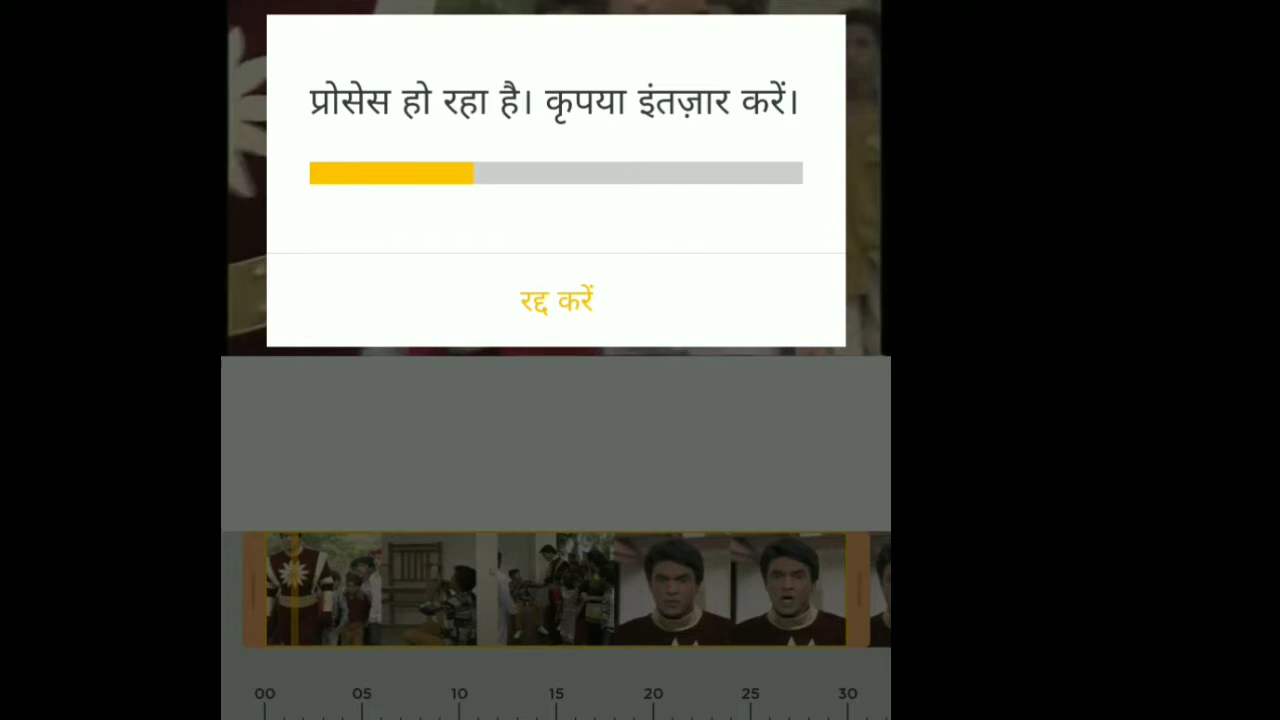 प्रोसेस हो रहा है। कृपया इंतज़ार करें।
रद्द करें
00 05 10 15 20 25 30